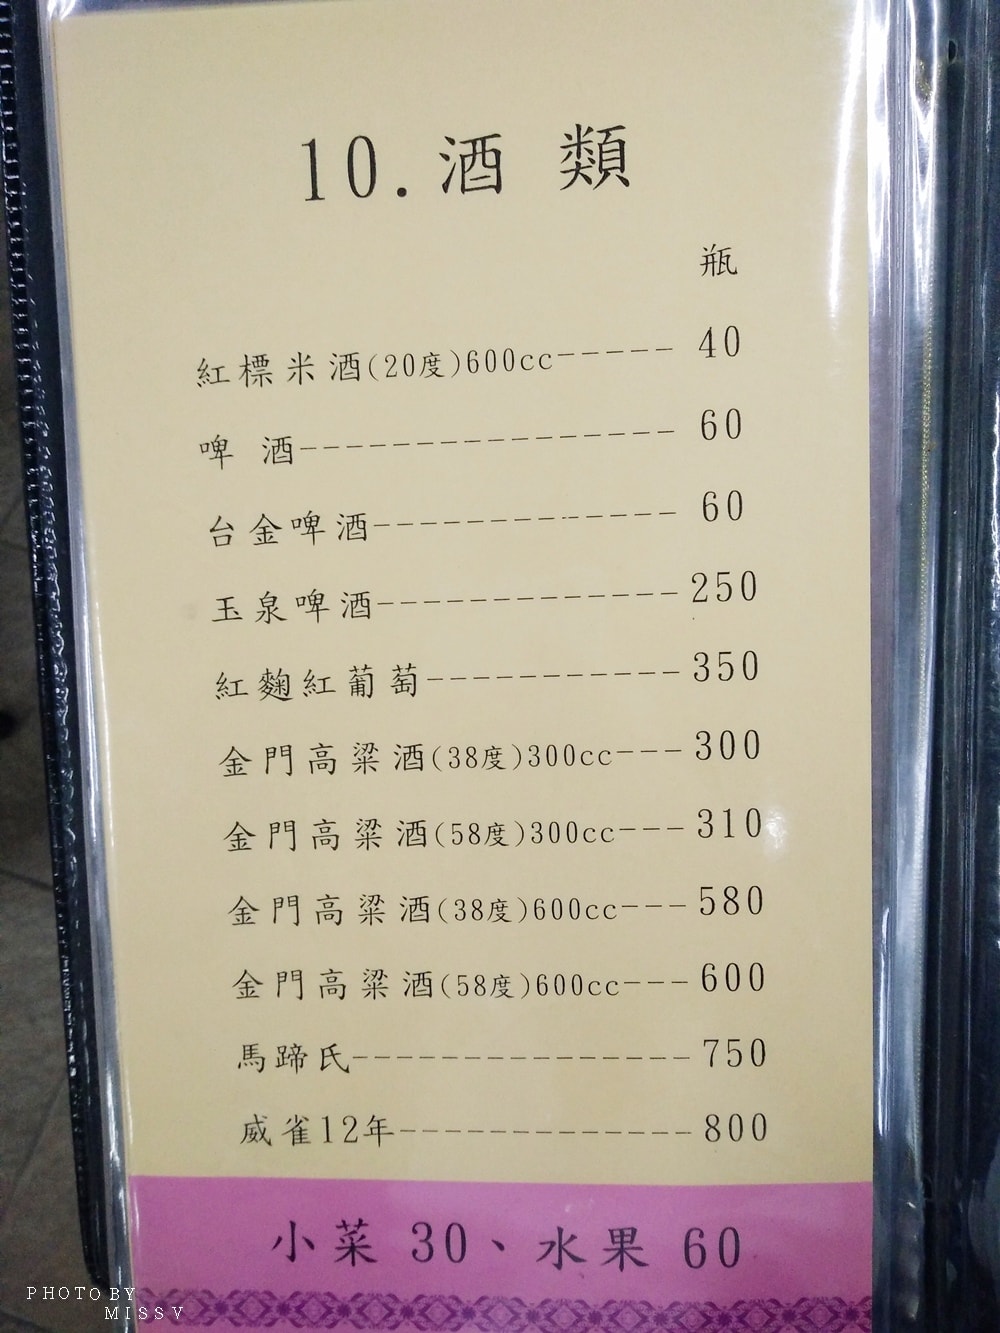 10.酒 類
瓶
紅標米酒(20度)600cc----- 40
啤 酒---------------- 60
台金啤酒------------- 60
玉泉啤酒------------- 250
紅麴紅葡萄----------- 350
金門高粱酒(38度)300cc--- 300
金門高粱酒(58度)300cc--- 310
金門高粱酒(38度)600cc--- 580
金門高粱酒(58度)600cc--- 600
馬蹄氏--------------- 750
威雀12年------------- 800
小菜 30、水果 60
PHOTO BY
MISSV